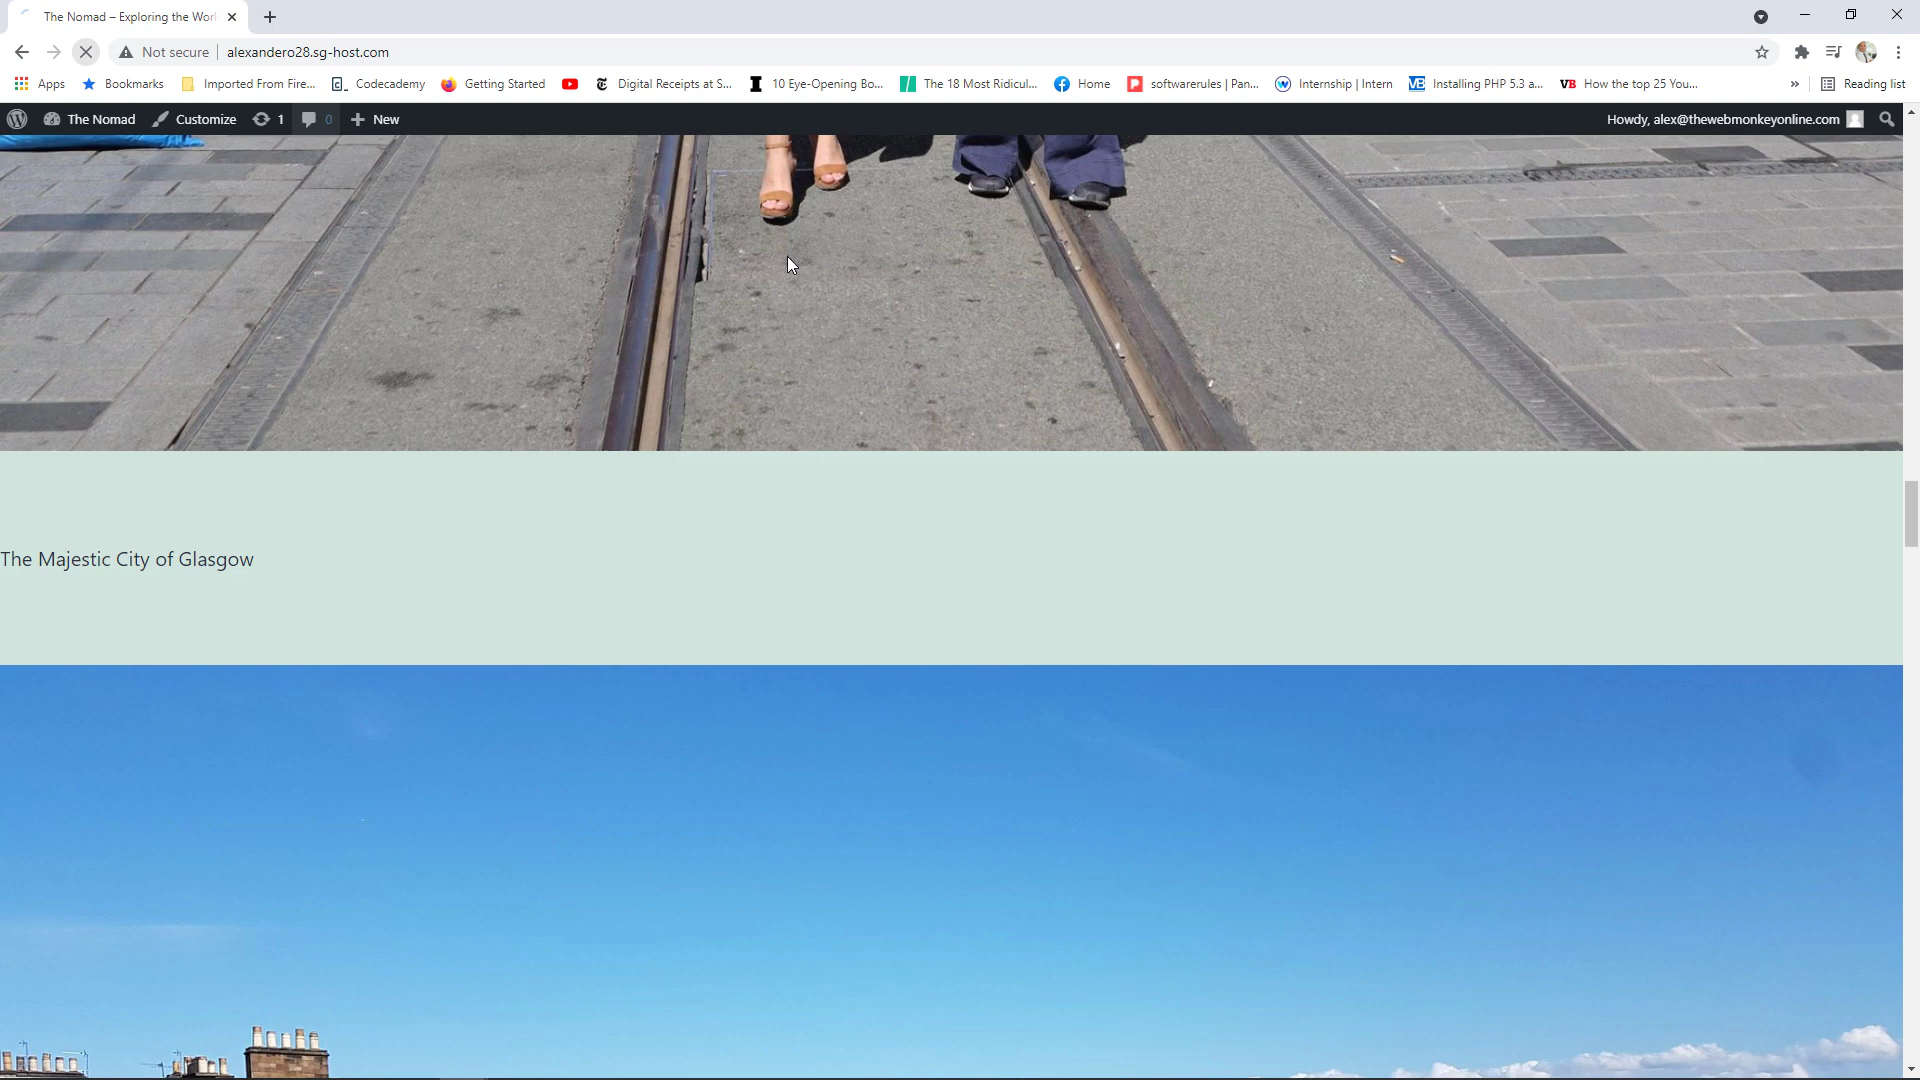 The Nomad – Exploring the Worl
Not secure alexandero28.sg-host.com
Apps Bookmarks Imported From Fire... Codecademy Getting Started Digital Receipts at S... 10 Eye-Opening Bo... The 18 Most Ridicul... Home softwarerules | Pan... Internship | Intern Installing PHP 5.3 a... VB How the top 25 You... » Reading list
The Nomad Customize 1 0 New Howdy, alex@thewebmonkeyonline.com
The Majestic City of Glasgow